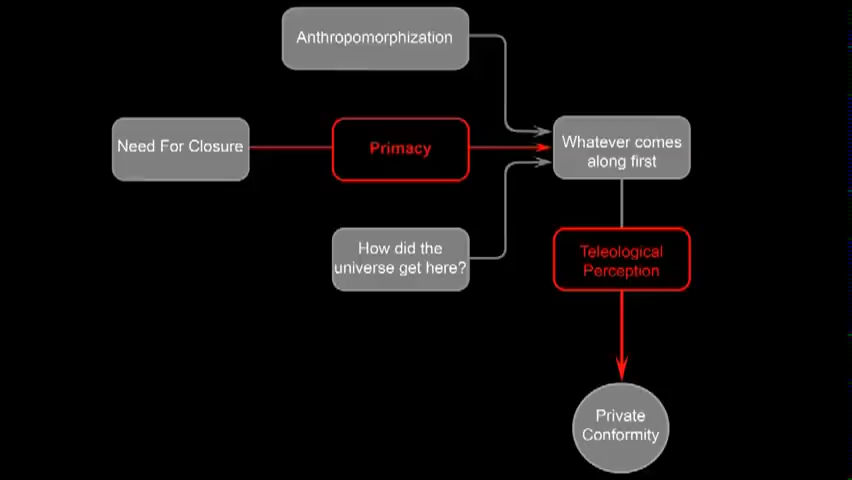 Anthropomorphization
Need For Closure
Primacy
Whatever comes
along first
How did the
universe get here?
Teleological
Perception
Private
Conformity